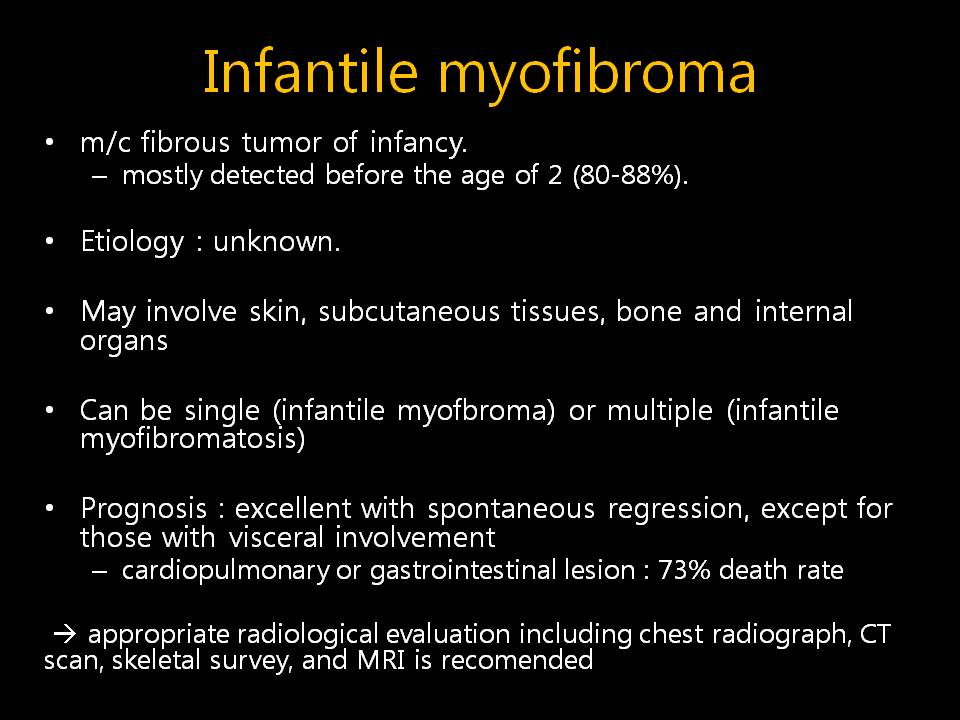 Infantile myofibroma
• m/c fibrous tumor of infancy.
– mostly detected before the age of 2 (80-88%).
• Etiology : unknown.
• May involve skin, subcutaneous tissues, bone and internal
organs
• Can be single (infantile myofbroma) or multiple (infantile
myofibromatosis)
• Prognosis : excellent with spontaneous regression, except for
those with visceral involvement
– cardiopulmonary or gastrointestinal lesion : 73% death rate
→ appropriate radiological evaluation including chest radiograph, CT
scan, skeletal survey, and MRI is recomended